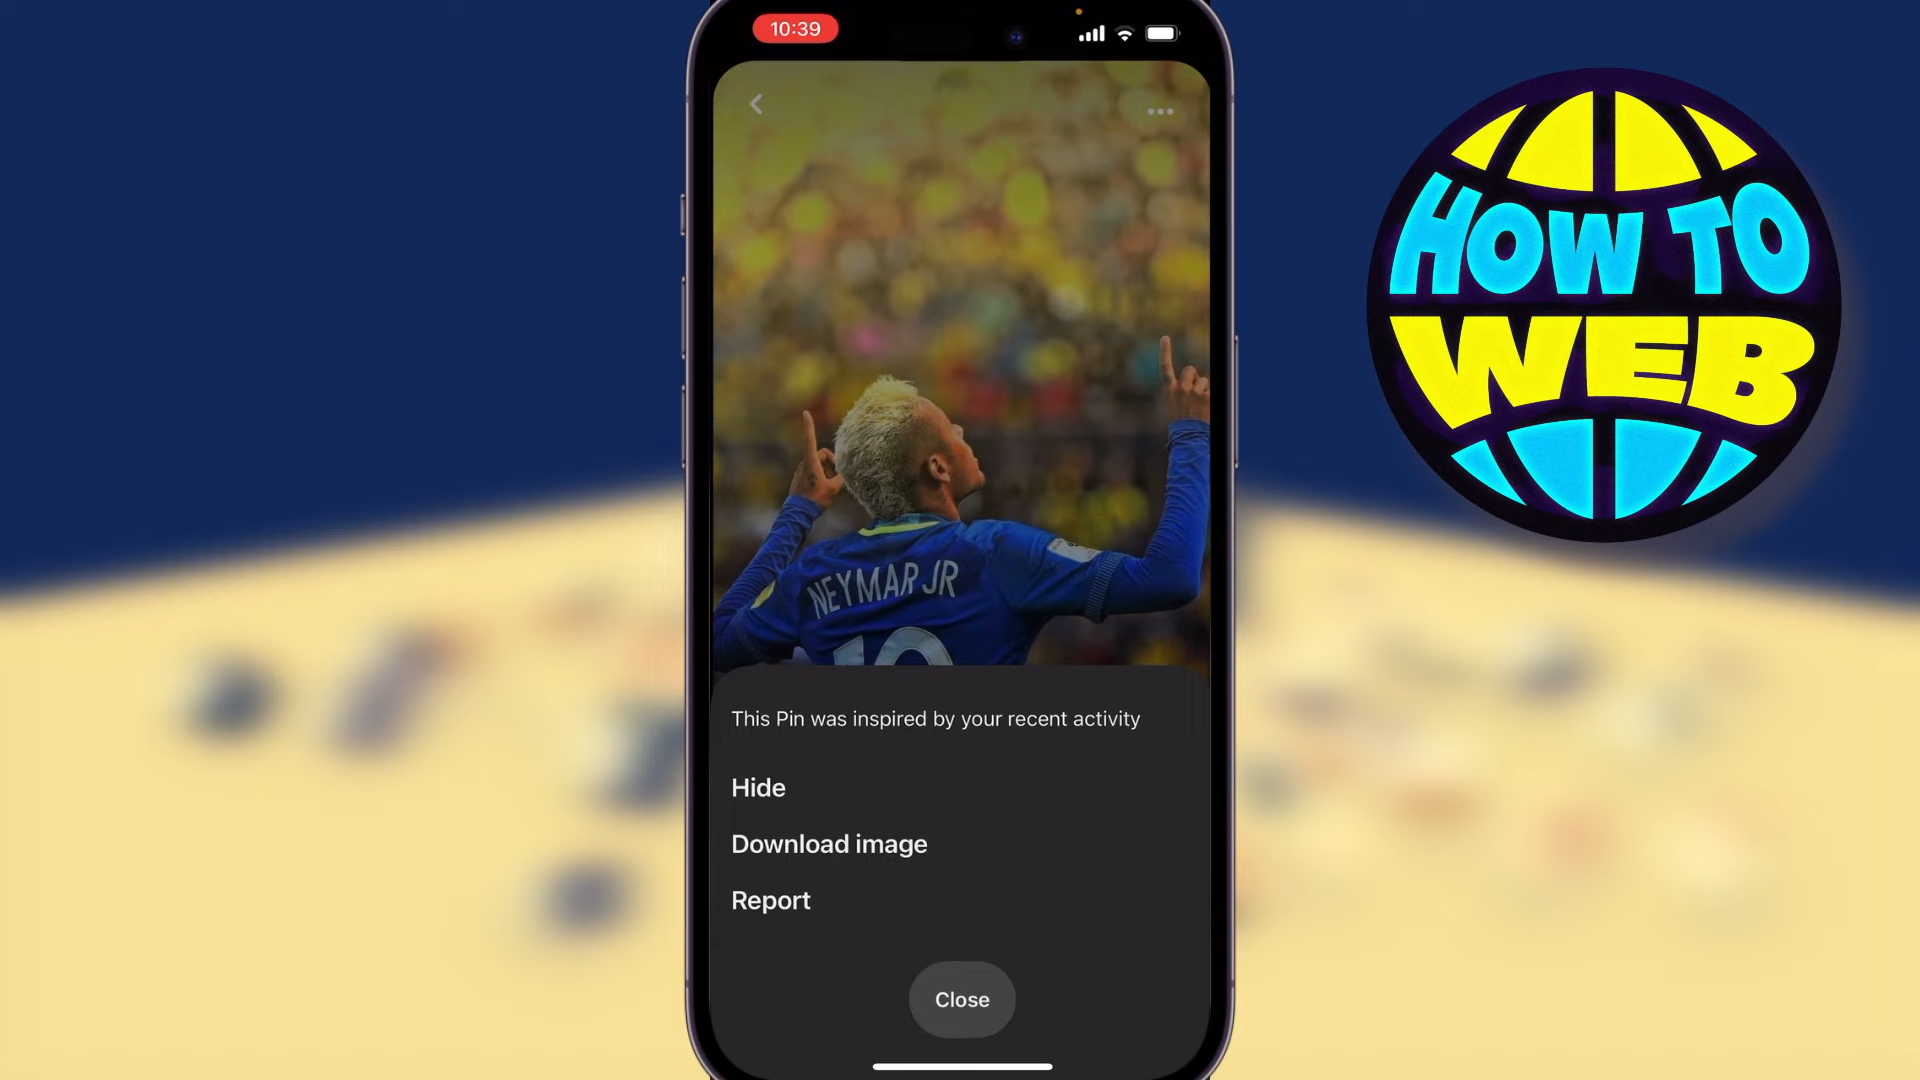 10:39
HOW TO
WEB
NEYMAR JR
10
This Pin was inspired by your recent activity
Hide
Download image
Report
Close